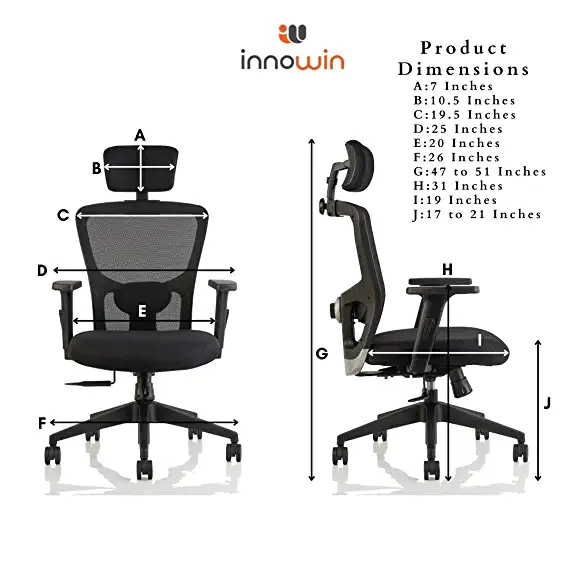 innowin
Product
Dimensions
A:7 Inches
B:10.5 Inches
C:19.5 Inches
D:25 Inches
E:20 Inches
F:26 Inches
G:47 to 51 Inches
H:31 Inches
I:19 Inches
J:17 to 21 Inches
A
B
C
D
E
F
G
H
I
J